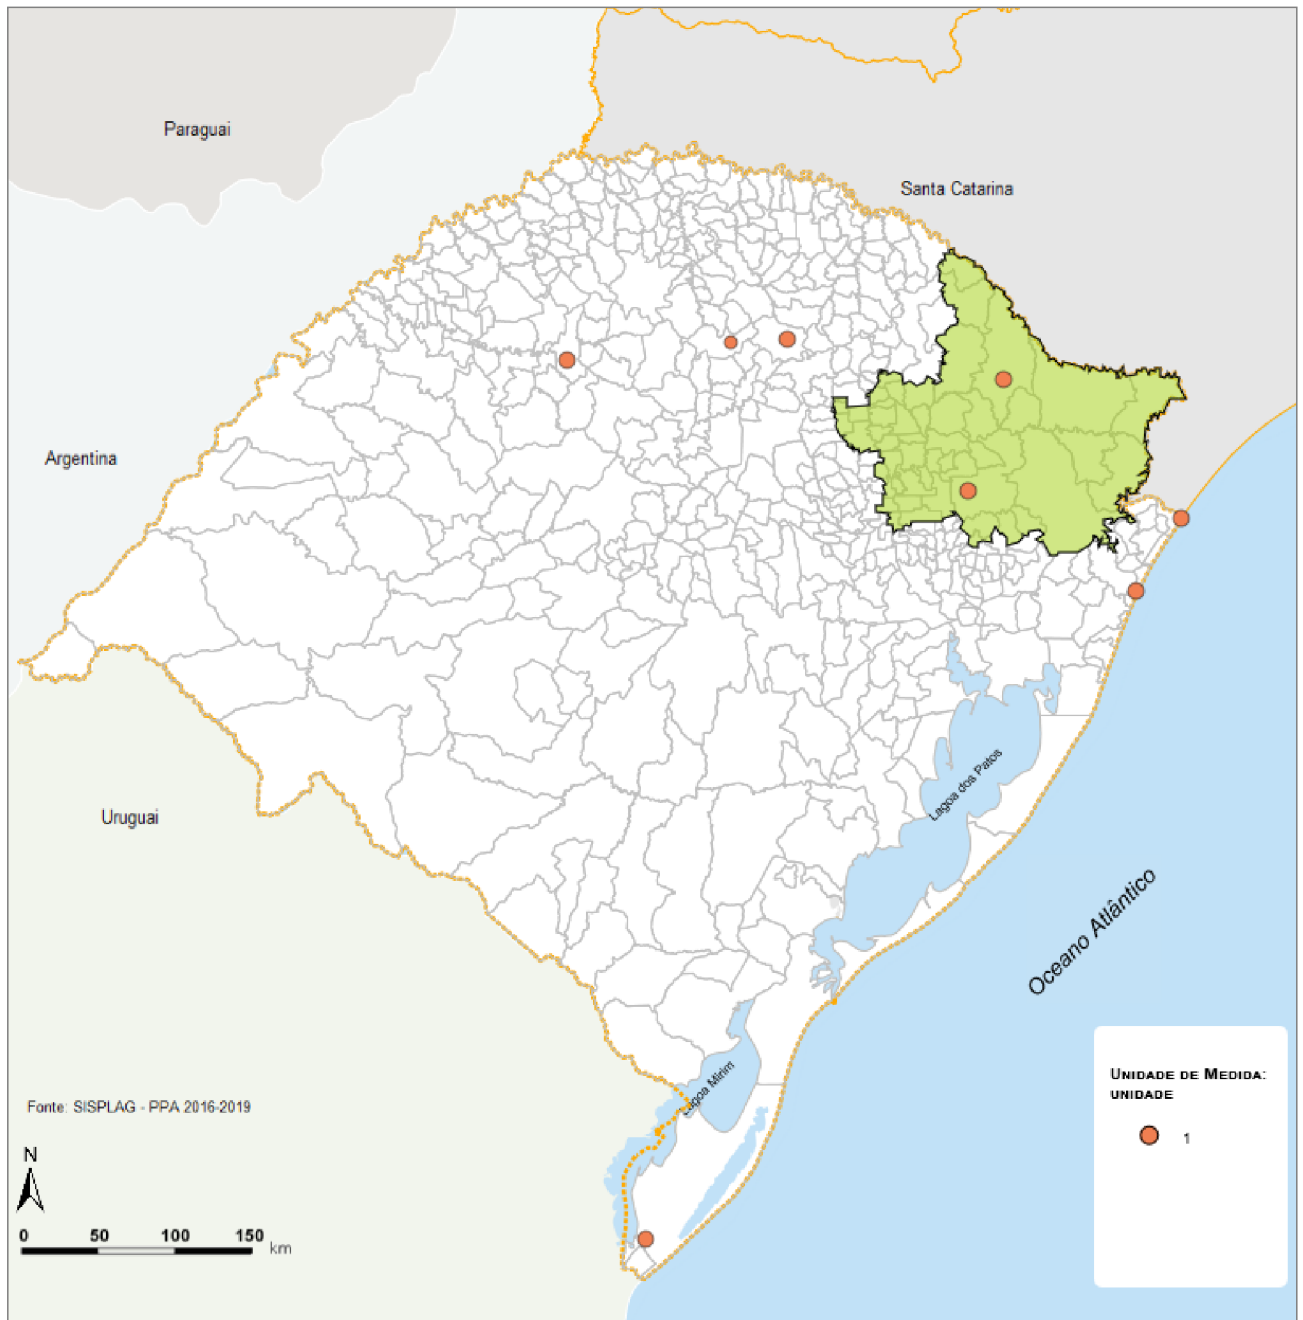 Paraguai
Santa Catarina
Argentina
Lagoa dos Patos
Uruguai
Oceano Atlântico
Lagoa Mirim
Fonte: SISPLAG - PPA 2016-2019
N
0 50 100 150
km
UNIDADE DE MEDIDA:
UNIDADE
1